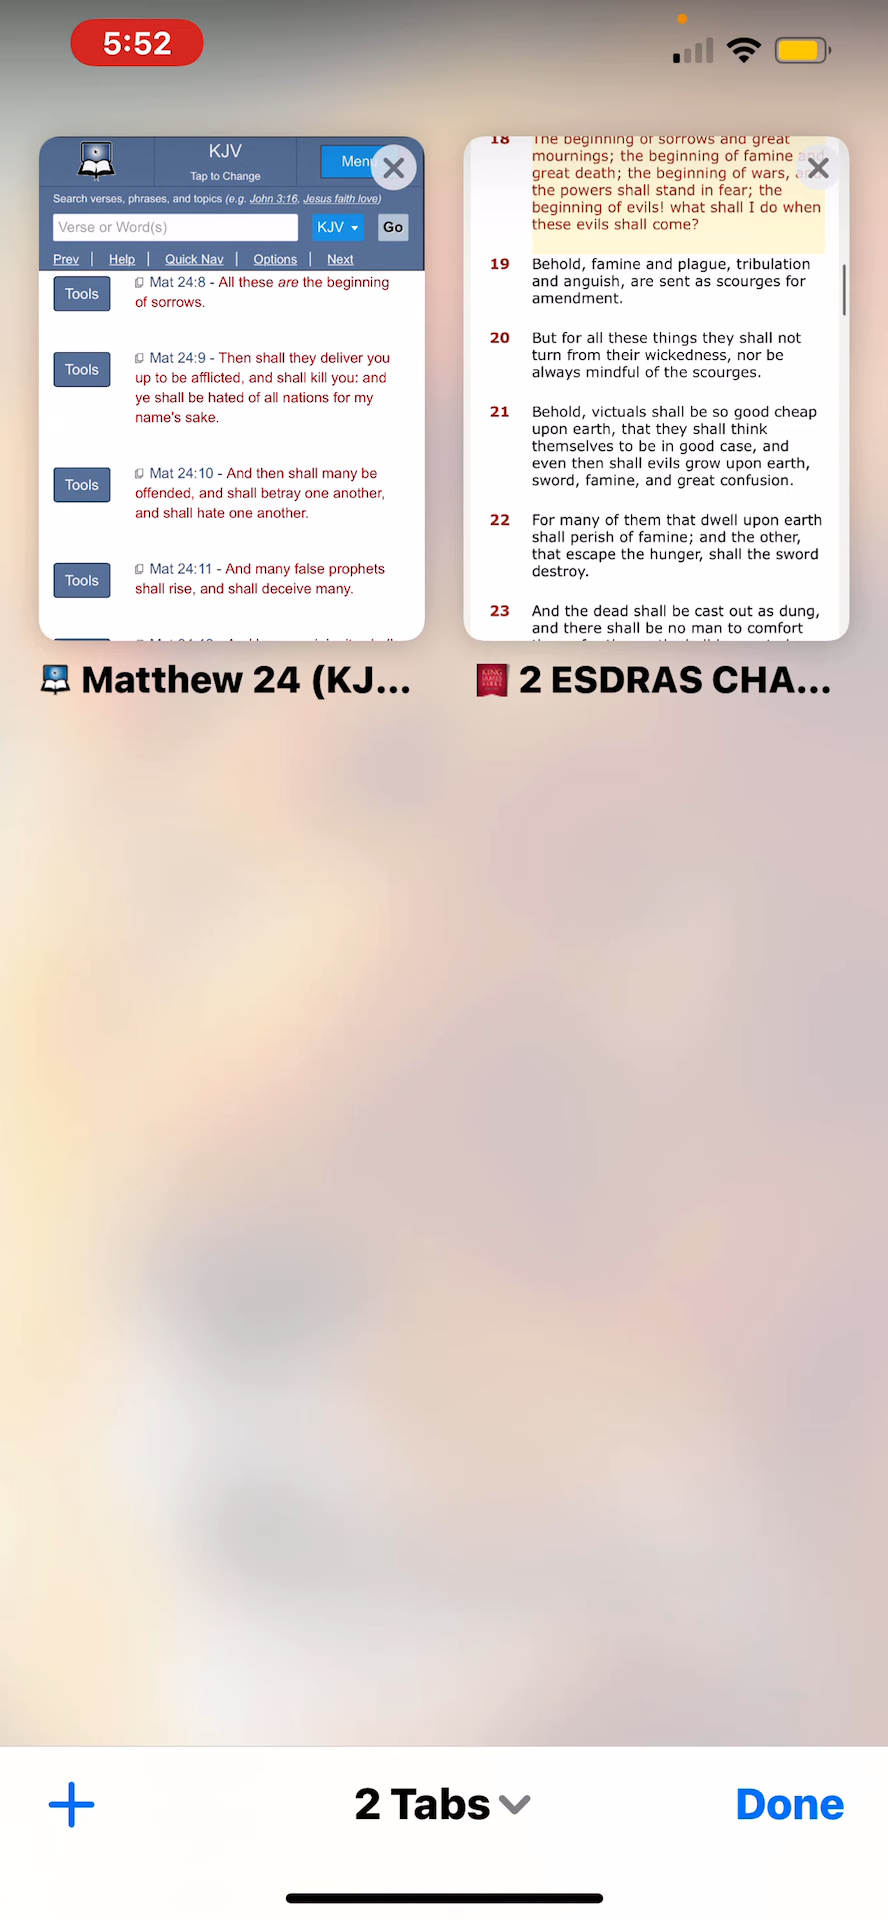 5:52
KJV
Tap to Change
Menu
Search verses, phrases, and topics (e.g. John 3:16, Jesus faith love)
Verse or Word(s)
KJV
Go
Prev | Help | Quick Nav | Options | Next
Tools
Mat 24:8 - All these are the beginning
of sorrows.
Tools
Mat 24:9 - Then shall they deliver you
up to be afflicted, and shall kill you: and
ye shall be hated of all nations for my
name's sake.
Tools
Mat 24:10 - And then shall many be
offended, and shall betray one another,
and shall hate one another.
Tools
Mat 24:11 - And many false prophets
shall rise, and shall deceive many.
Matthew 24 (KJ...
18 The beginning of sorrows and great
mournings; the beginning of famine and
great death; the beginning of wars,
the powers shall stand in fear; the
beginning of evils! what shall I do when
these evils shall come?
19 Behold, famine and plague, tribulation
and anguish, are sent as scourges for
amendment.
20 But for all these things they shall not
turn from their wickedness, nor be
always mindful of the scourges.
21 Behold, victuals shall be so good cheap
upon earth, that they shall think
themselves to be in good case, and
even then shall evils grow upon earth,
sword, famine, and great confusion.
22 For many of them that dwell upon earth
shall perish of famine; and the other,
that escape the hunger, shall the sword
destroy.
23 And the dead shall be cast out as dung,
and there shall be no man to comfort
KING
JAMES
BIBLE
2 ESDRAS CHA...
2 Tabs
Done